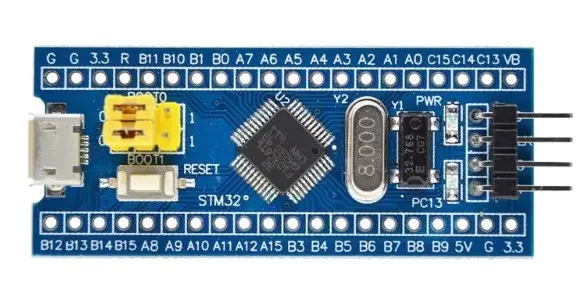 G G 3.3 R B11 B10 B1 B0 A7 A6 A5 A4 A3 A2 A1 A0 C15 C14 C13 VB
BOOT0
U2
Y2
Y1
PWR
0 1
0 1
8.000
32.768
BOOT1
RESET
STM32
PC13
B12 B13 B14 B15 A8 A9 A10 A11 A12 A15 B3 B4 B5 B6 B7 B8 B9 5V G 3.3